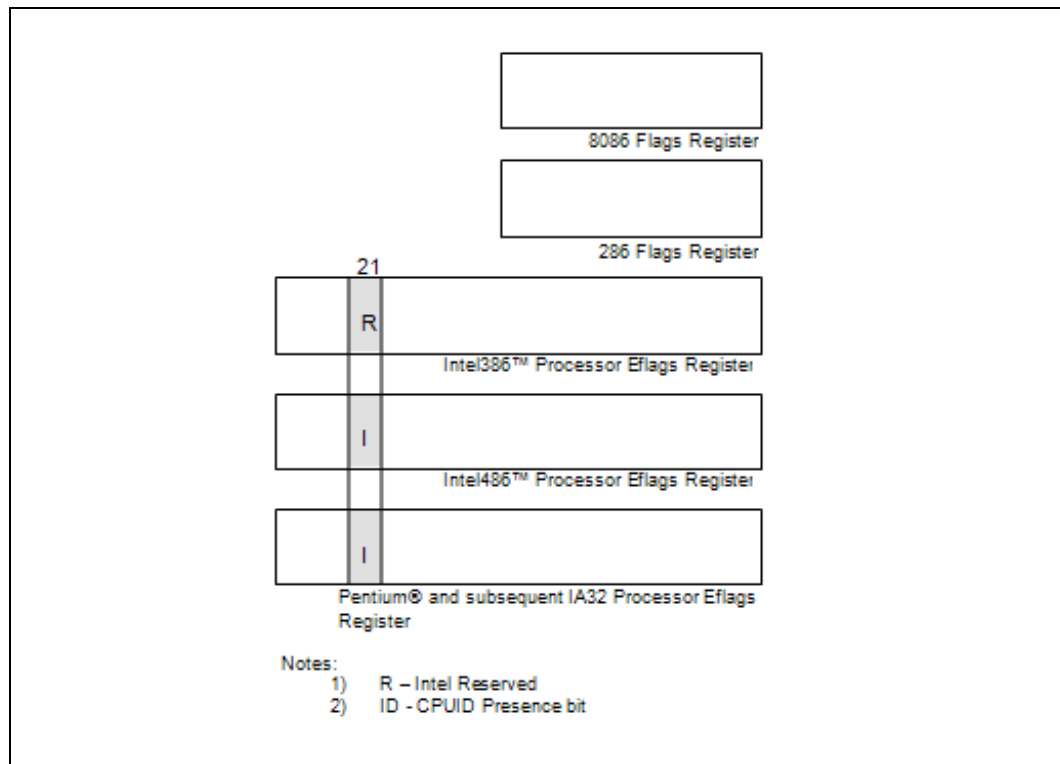 8086 Flags Register
286 Flags Register
21
R
Intel386™ Processor Eflags Register
I
Intel486™ Processor Eflags Register
I
Pentium® and subsequent IA32 Processor Eflags
Register
Notes:
1) R – Intel Reserved
2) ID - CPUID Presence bit